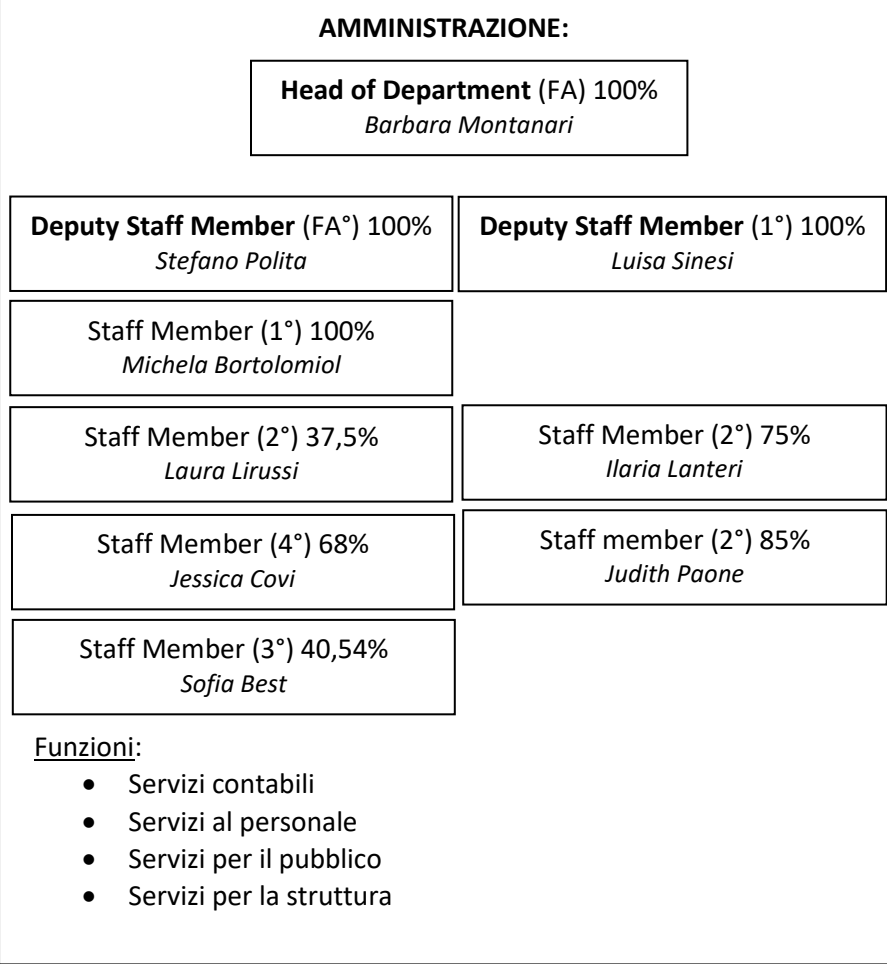 AMMINISTRAZIONE:
Head of Department (FA) 100%
Barbara Montanari
Deputy Staff Member (FA°) 100%
Stefano Polita
Deputy Staff Member (1°) 100%
Luisa Sinesi
Staff Member (1°) 100%
Michela Bortolomiol
Staff Member (2°) 37,5%
Laura Lirussi
Staff Member (2°) 75%
Ilaria Lanteri
Staff Member (4°) 68%
Jessica Covi
Staff member (2°) 85%
Judith Paone
Staff Member (3°) 40,54%
Sofia Best
Funzioni:
• Servizi contabili
• Servizi al personale
• Servizi per il pubblico
• Servizi per la struttura